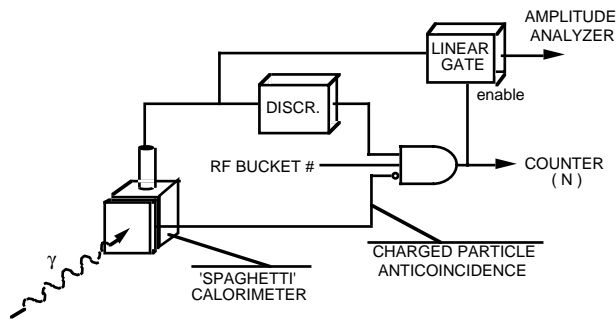 AMPLITUDE
ANALYZER
LINEAR
GATE
enable
DISCR.
RF BUCKET #
COUNTER
( N )
γ
CHARGED PARTICLE
ANTICOINCIDENCE
'SPAGHETTI'
CALORIMETER